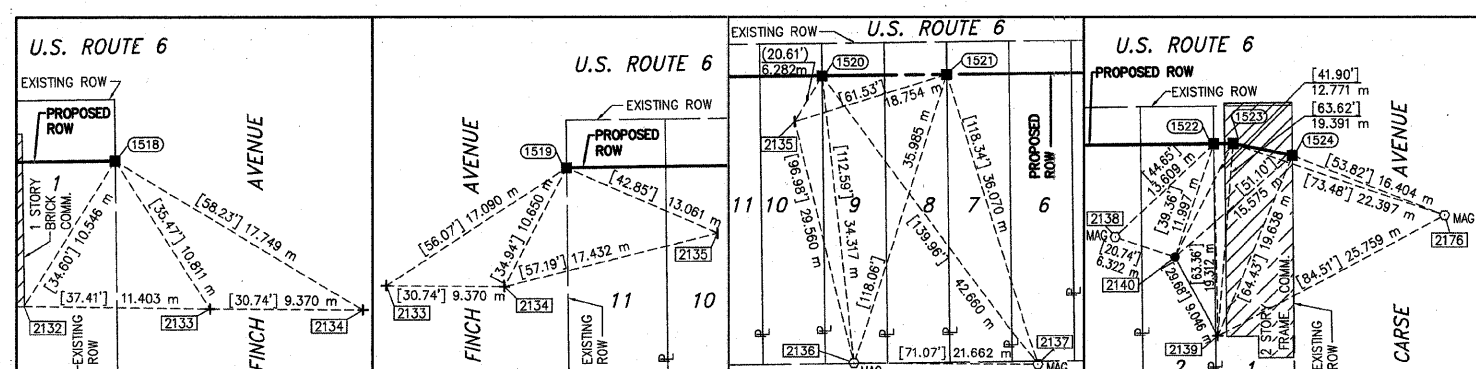 U.S. ROUTE 6
EXISTING ROW
PROPOSED
ROW
1518
1
1 STORY
BRICK
COMM.
[34.60'] 10.546 m
[35.47'] 10.811 m
[58.23'] 17.749 m
[37.41'] 11.403 m
[30.74'] 9.370 m
2132
2133
2134
EXISTING
ROW
FINCH
AVENUE
U.S. ROUTE 6
EXISTING ROW
PROPOSED
ROW
AVENUE
1519
[56.07'] 17.090 m
[34.94'] 10.650 m
[42.85'] 13.061 m
[57.19'] 17.432 m
[30.74'] 9.370 m
2133
2134
2135
FINCH
EXISTING
ROW
11
10
EXISTING ROW
U.S. ROUTE 6
(20.61')
6.282m
1520
1521
[61.53']
18.754 m
2135
[96.98'] 29.560 m
[112.59'] 34.317 m
[118.06'] 35.985 m
[139.96'] 42.660 m
[118.34'] 36.070 m
PROPOSED
ROW
11 10 9 8 7 6
2136
MAG
[71.07'] 21.662 m
2137
MAG
U.S. ROUTE 6
PROPOSED ROW
EXISTING ROW
[41.90']
12.771 m
[63.62']
19.391 m
1522
1523
1524
AVENUE
[44.65']
13.609 m
[39.36']
11.997 m
[51.10']
15.575 m
[53.82'] 16.404 m
[73.48'] 22.397 m
MAG
2176
2138
MAG
[20.74']
6.322 m
2140
[29.68'] 9.046 m
[63.36']
19.312 m
[64.43'] 19.638 m
[84.51'] 25.759 m
2139
2 STORY
FRAME COMM.
EXISTING
ROW
CARSE
2 1